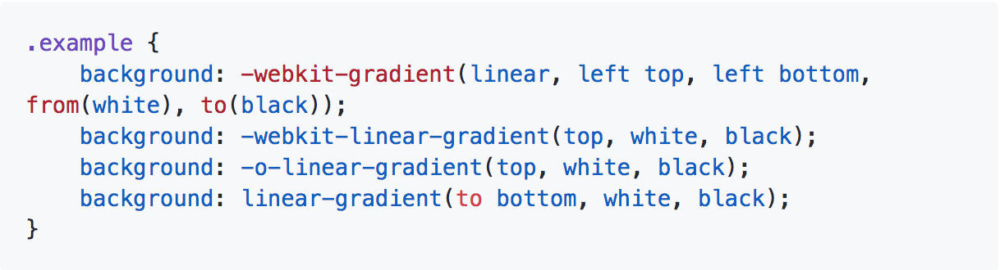 .example {
    background: -webkit-gradient(linear, left top, left bottom,
from(white), to(black));
    background: -webkit-linear-gradient(top, white, black);
    background: -o-linear-gradient(top, white, black);
    background: linear-gradient(to bottom, white, black);
}